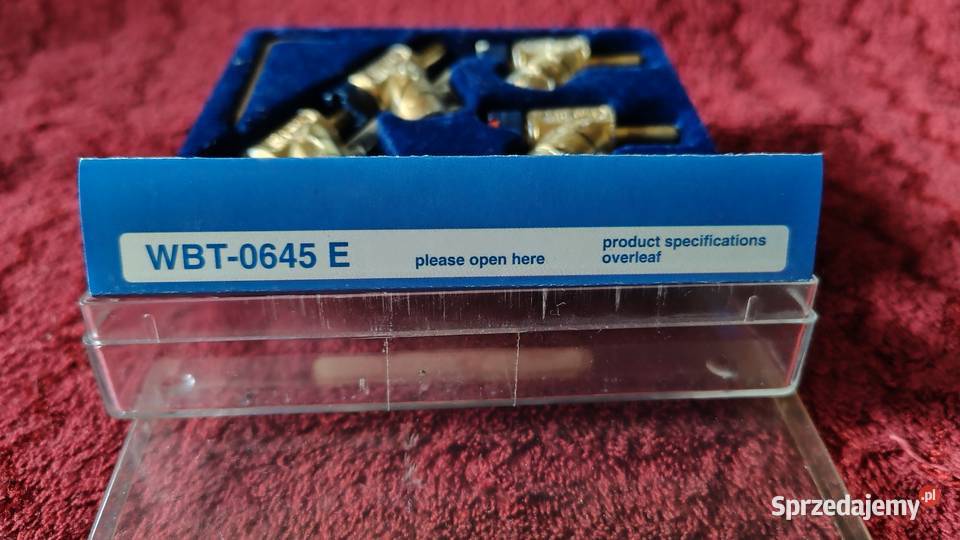 WBT-0645 E
please open here
product specifications
overleaf
Sprzedajemy.pl